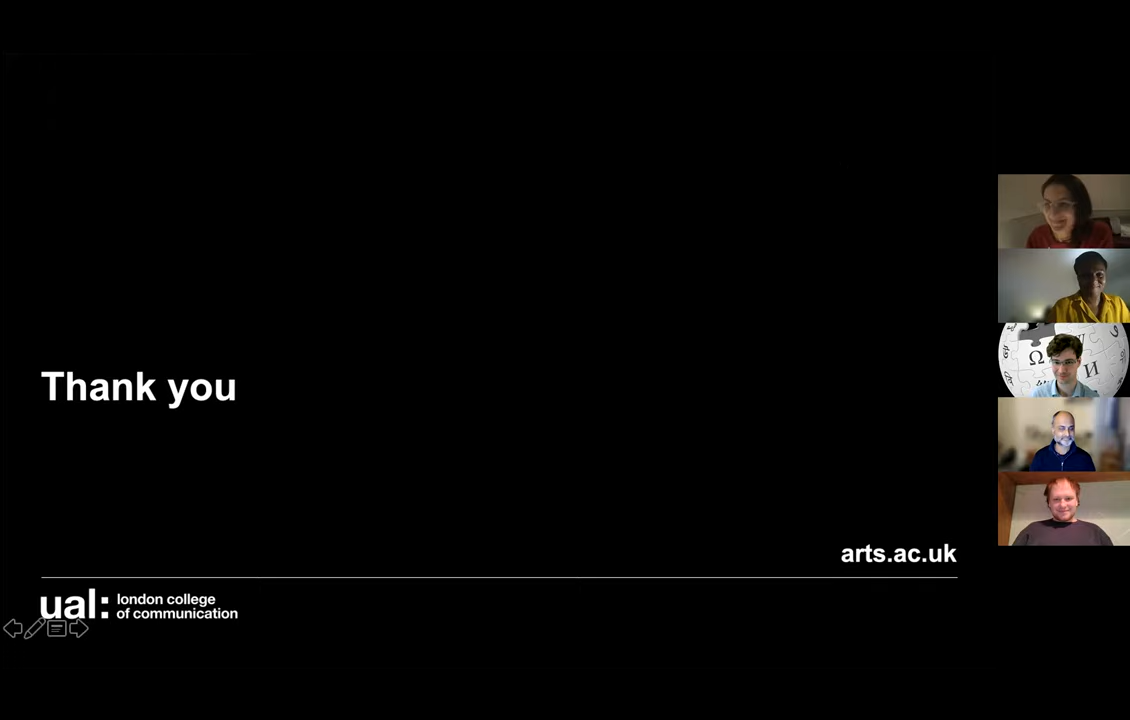 Thank you
arts.ac.uk
ual:
london college
of communication
Ω
W
И